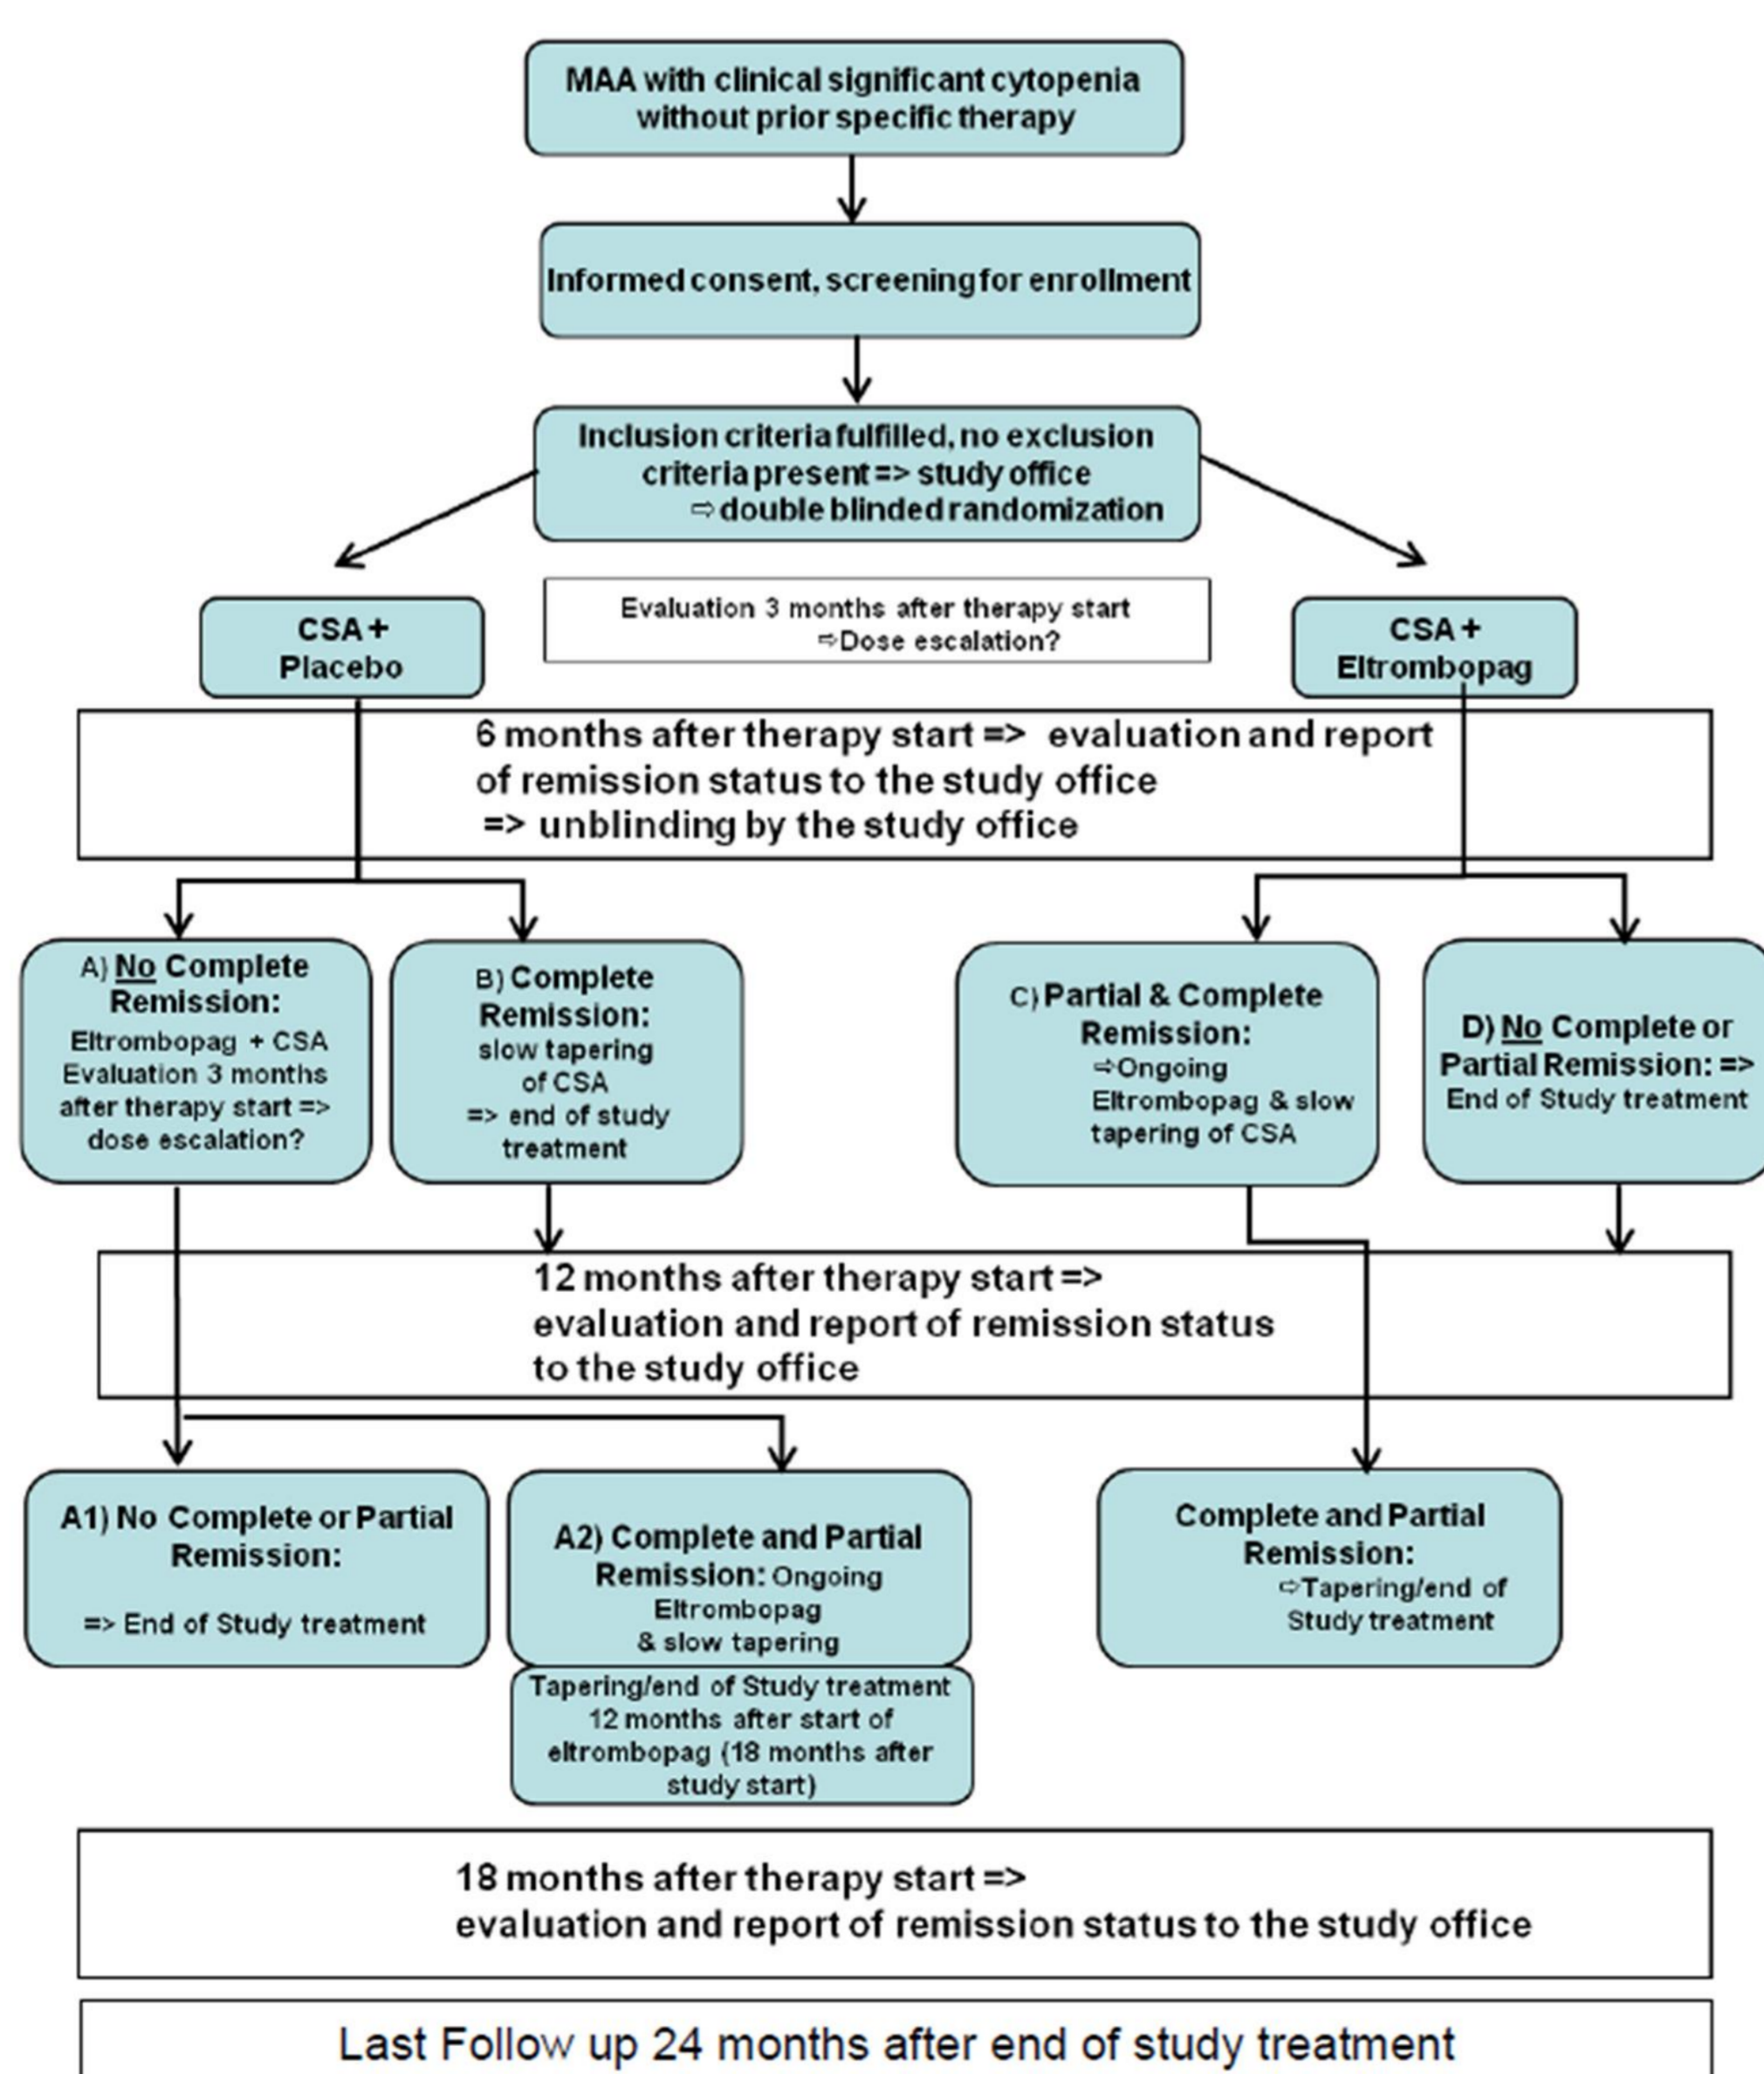 MAA with clinical significant cytopenia
without prior specific therapy
Informed consent, screening for enrollment
Inclusion criteria fulfilled, no exclusion
criteria present => study office
⇨ double blinded randomization
CSA +
Placebo
Evaluation 3 months after therapy start
⇨Dose escalation?
CSA +
Eltrombopag
6 months after therapy start => evaluation and report
of remission status to the study office
=> unblinding by the study office
A) No Complete
Remission:
Eltrombopag + CSA
Evaluation 3 months
after therapy start =>
dose escalation?
B) Complete
Remission:
slow tapering
of CSA
=> end of study
treatment
C) Partial & Complete
Remission:
⇨Ongoing
Eltrombopag & slow
tapering of CSA
D) No Complete or
Partial Remission: =>
End of Study treatment
12 months after therapy start =>
evaluation and report of remission status
to the study office
A1) No Complete or Partial
Remission:
=> End of Study treatment
A2) Complete and Partial
Remission: Ongoing
Eltrombopag
& slow tapering
Tapering/end of Study treatment
12 months after start of
eltrombopag (18 months after
study start)
Complete and Partial
Remission:
⇨Tapering/end of
Study treatment
18 months after therapy start =>
evaluation and report of remission status to the study office
Last Follow up 24 months after end of study treatment